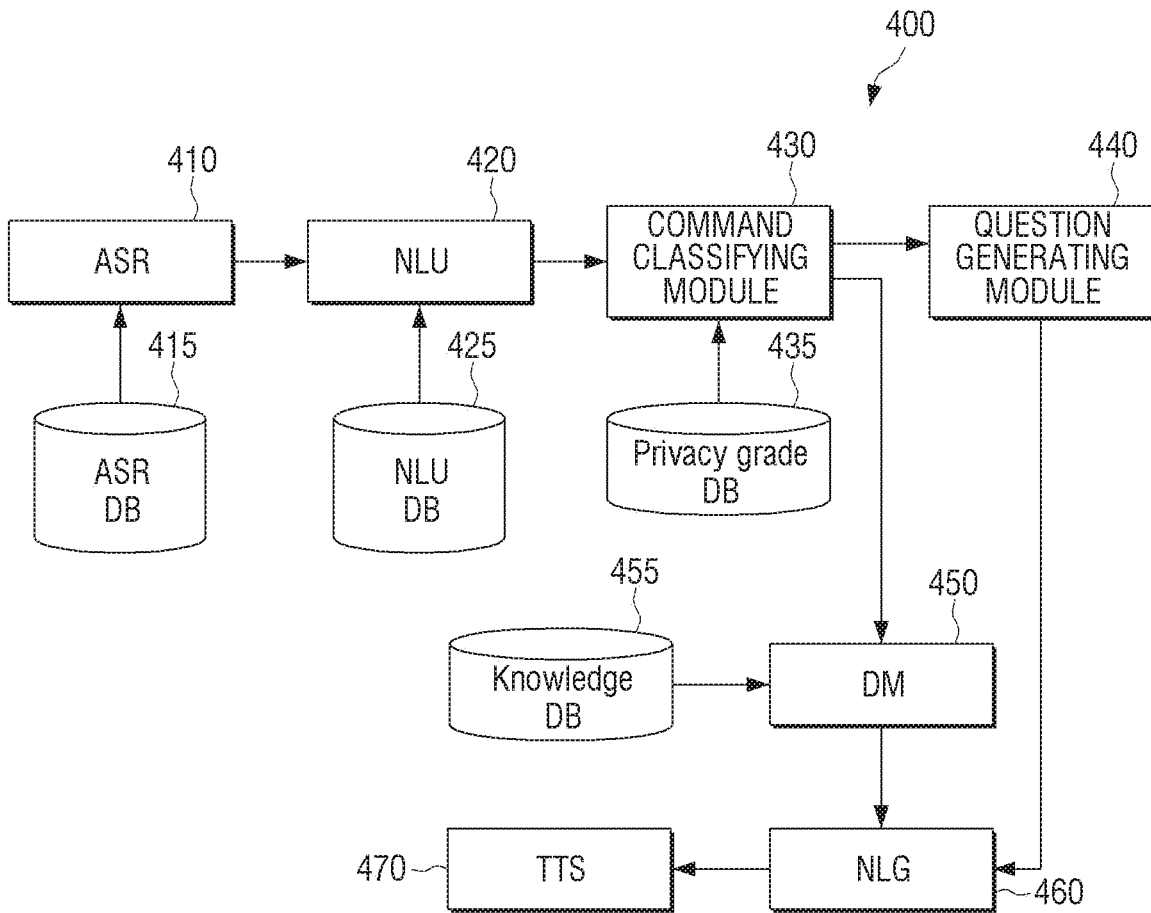 400
410
420
430
440
ASR
NLU
COMMAND
CLASSIFYING
MODULE
QUESTION
GENERATING
MODULE
415
425
435
ASR
DB
NLU
DB
Privacy grade
DB
455
450
Knowledge
DB
DM
470
TTS
NLG
460